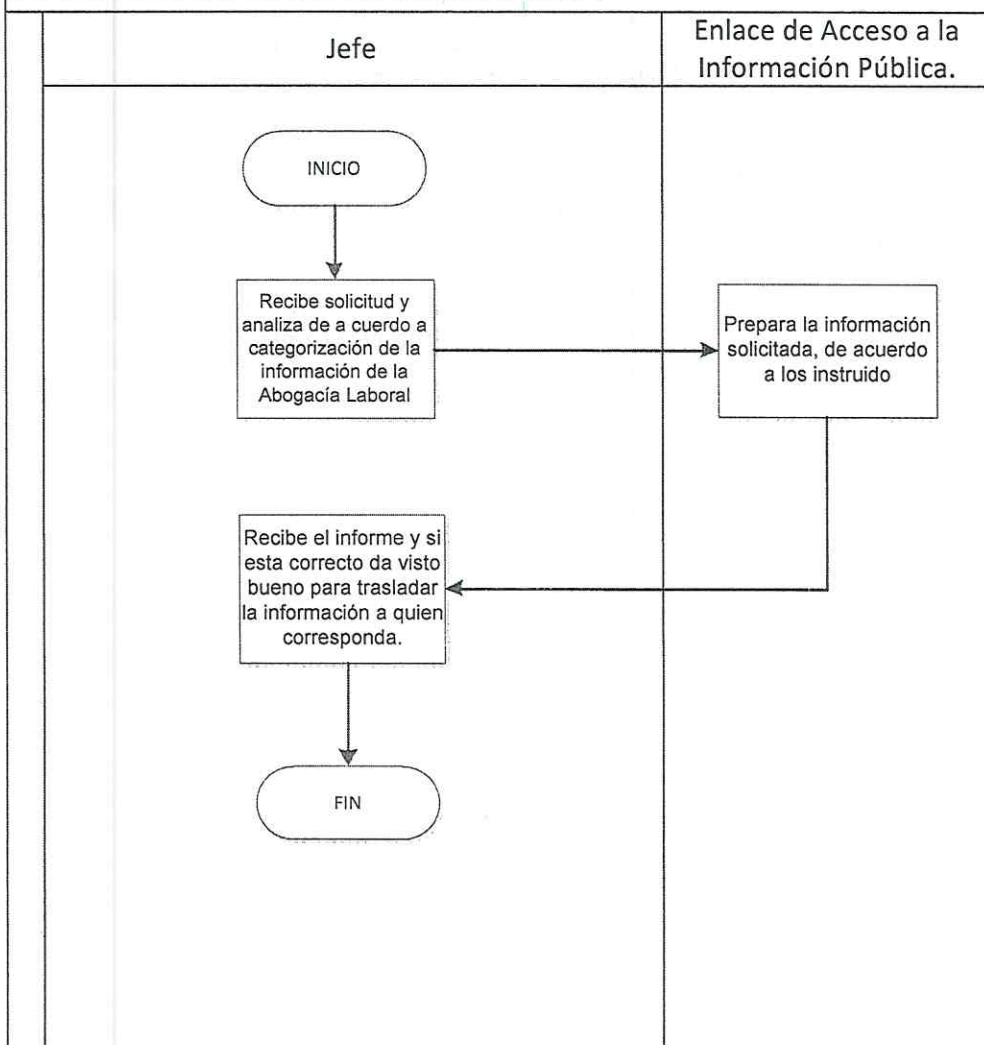 Jefe
Enlace de Acceso a la
Información Pública.
INICIO
Recibe solicitud y
analiza de a cuerdo a
categorización de la
información de la
Abogacía Laboral
Prepara la información
solicitada, de acuerdo
a los instruido
Recibe el informe y si
esta correcto da visto
bueno para trasladar
la información a quien
corresponda.
FIN